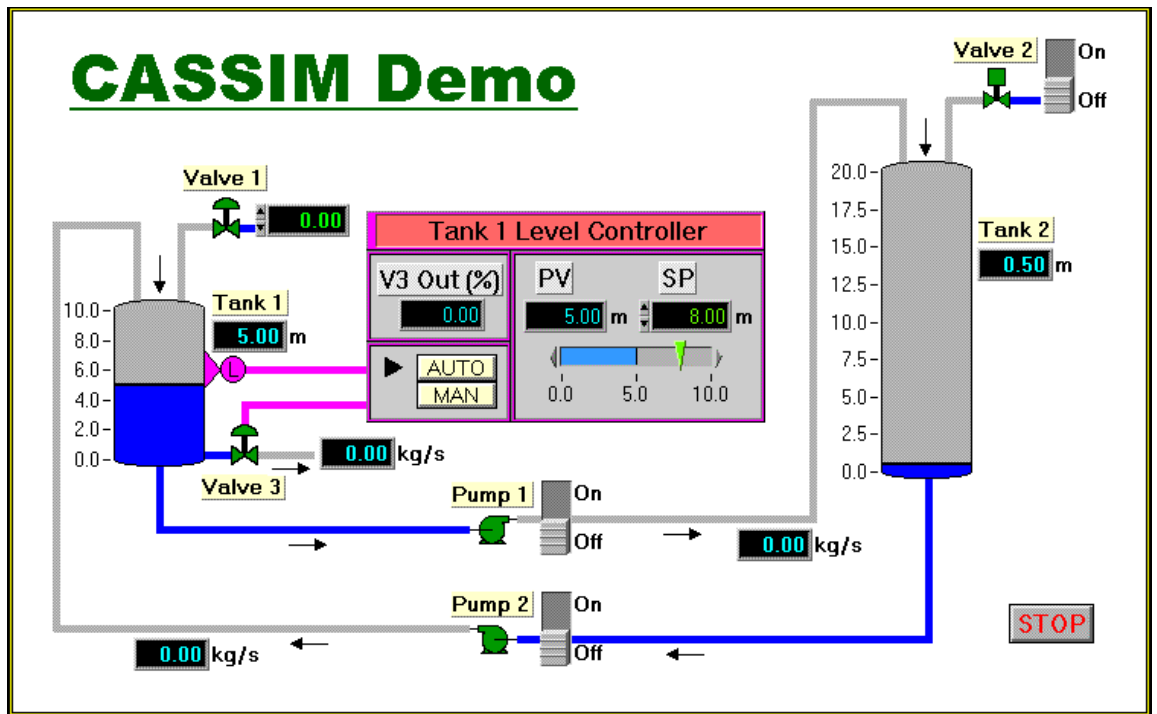 CASSIM Demo
Valve 2
On
Off
Valve 1
0.00
20.0
17.5
15.0
12.5
10.0
7.5
5.0
2.5
0.0
Tank 2
0.50 m
Tank 1 Level Controller
V3 Out (%)
0.00
PV
5.00 m
SP
8.00 m
0.0 5.0 10.0
AUTO
MAN
Tank 1
5.00 m
10.0
8.0
6.0
4.0
2.0
0.0
L
0.00 kg/s
Valve 3
Pump 1
On
Off
0.00 kg/s
Pump 2
On
Off
0.00 kg/s
STOP